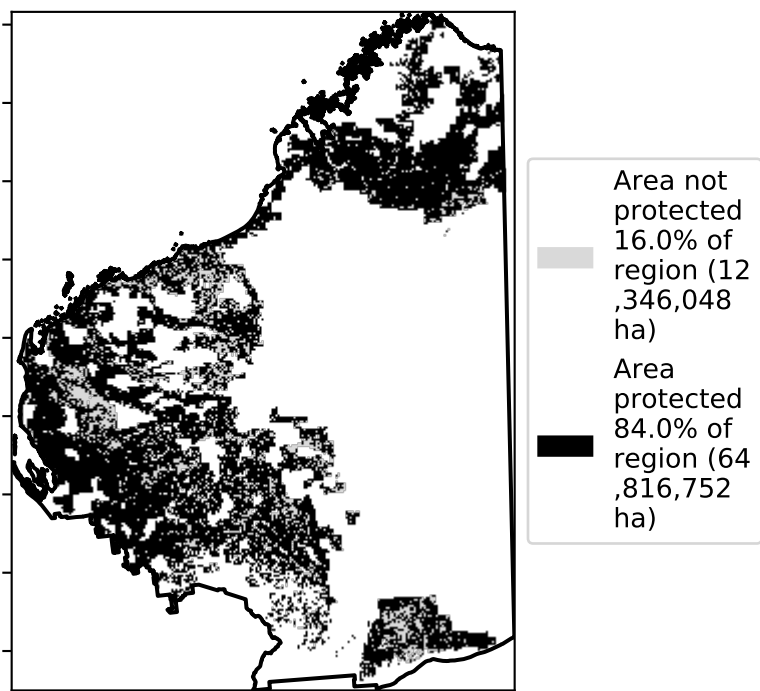 Area not
protected
16.0% of
region (12
,346,048
ha)
Area
protected
84.0% of
region (64
,816,752
ha)